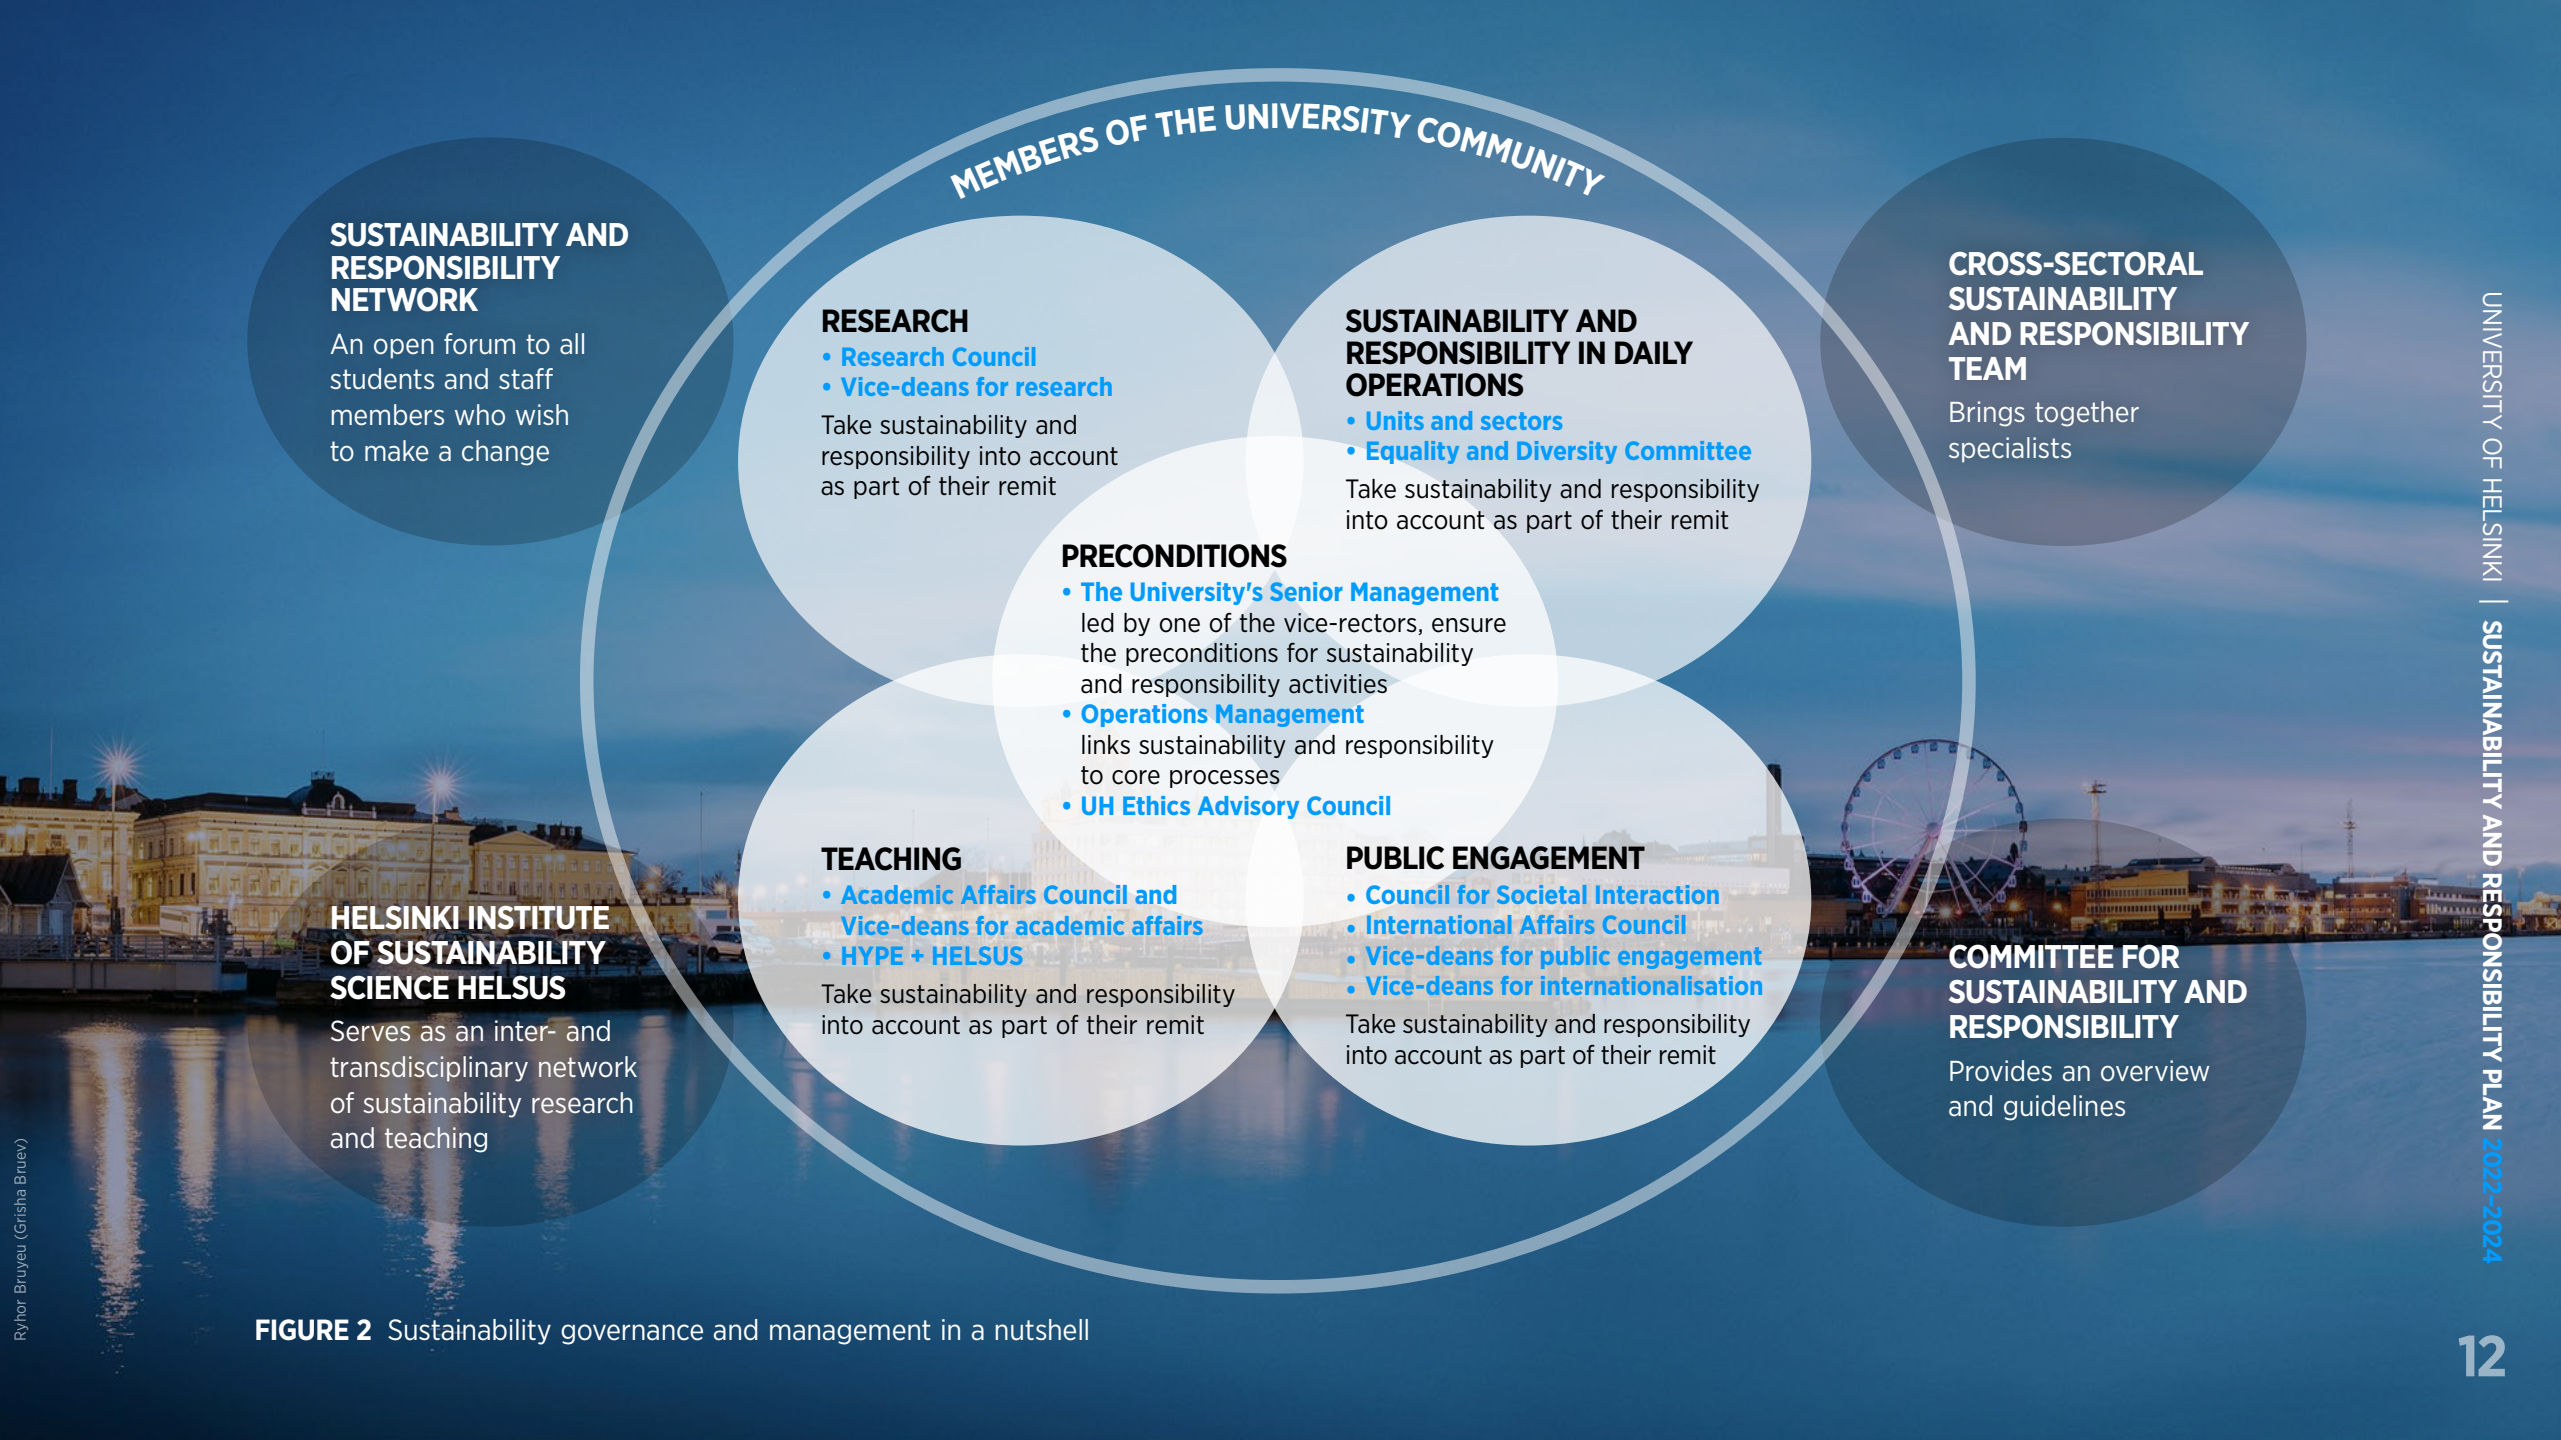 MEMBERS OF THE UNIVERSITY COMMUNITY
SUSTAINABILITY AND
RESPONSIBILITY
NETWORK
An open forum to all
students and staff
members who wish
to make a change
RESEARCH
• Research Council
• Vice-deans for research
Take sustainability and
responsibility into account
as part of their remit
SUSTAINABILITY AND
RESPONSIBILITY IN DAILY
OPERATIONS
• Units and sectors
• Equality and Diversity Committee
Take sustainability and responsibility
into account as part of their remit
CROSS-SECTORAL
SUSTAINABILITY
AND RESPONSIBILITY
TEAM
Brings together
specialists
PRECONDITIONS
• The University's Senior Management
led by one of the vice-rectors, ensure
the preconditions for sustainability
and responsibility activities
• Operations Management
links sustainability and responsibility
to core processes
• UH Ethics Advisory Council
HELSINKI INSTITUTE
OF SUSTAINABILITY
SCIENCE HELSUS
Serves as an inter- and
transdisciplinary network
of sustainability research
and teaching
TEACHING
• Academic Affairs Council and
Vice-deans for academic affairs
• HYPE + HELSUS
Take sustainability and responsibility
into account as part of their remit
PUBLIC ENGAGEMENT
• Council for Societal Interaction
• International Affairs Council
• Vice-deans for public engagement
• Vice-deans for internationalisation
Take sustainability and responsibility
into account as part of their remit
COMMITTEE FOR
SUSTAINABILITY AND
RESPONSIBILITY
Provides an overview
and guidelines
FIGURE 2 Sustainability governance and management in a nutshell
Ryhor Bruyeu (Grisha Bruev)
UNIVERSITY OF HELSINKI | SUSTAINABILITY AND RESPONSIBILITY PLAN 2022–2024
12